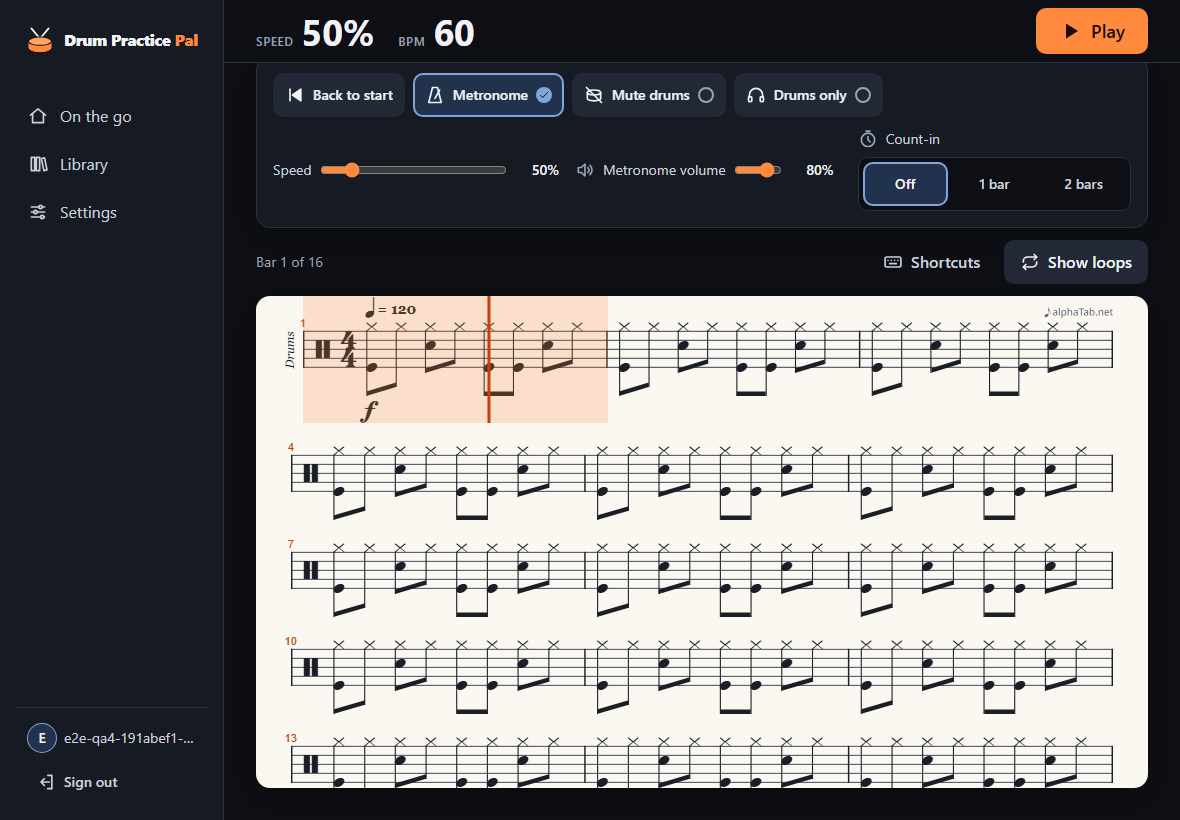 Drum Practice Pal
SPEED 50% BPM 60
Play
On the go
Library
Settings
Back to start
Metronome
Mute drums
Drums only
Count-in
Speed
50%
Metronome volume
80%
Off
1 bar
2 bars
Bar 1 of 16
Shortcuts
Show loops
= 120
alphaTab.net
1
Drums
4
4
f
4
7
10
13
E
e2e-qa4-191abef1-...
Sign out